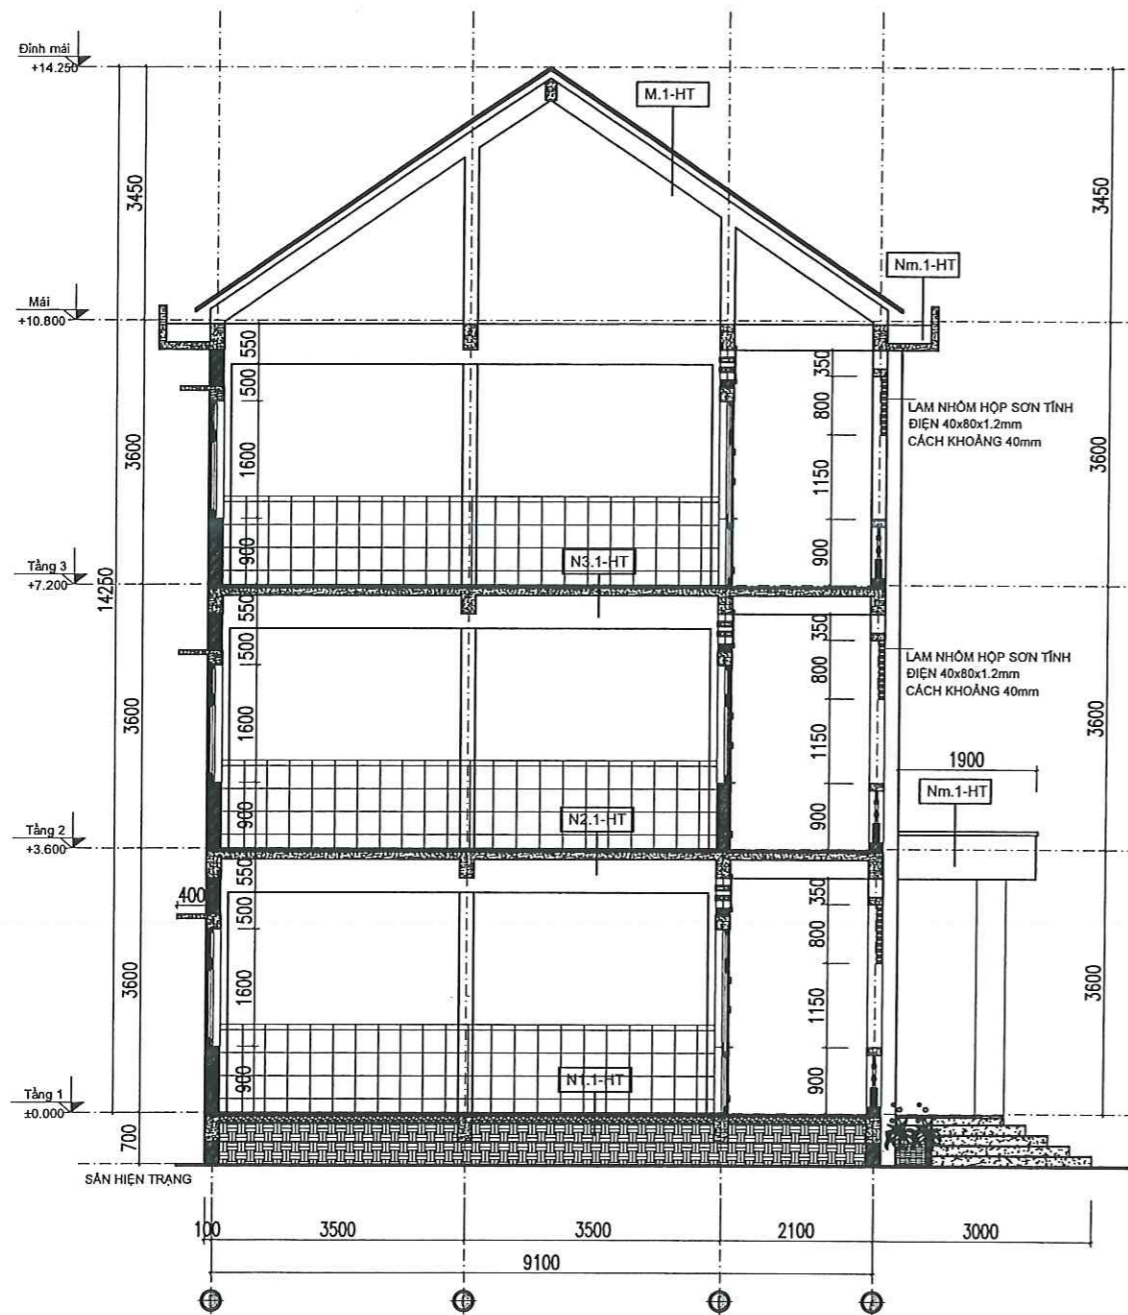 Đỉnh mái
+14.250
M.1-HT
3450
3450
Nm.1-HT
Mái
+10.800
550
500
350
800
LAM NHÔM HỘP SƠN TĨNH
ĐIỆN 40x80x1.2mm
CÁCH KHOẢNG 40mm
3600
1600
1150
3600
900
N3.1-HT
900
Tầng 3
+7.200
14250
550
500
350
800
LAM NHÔM HỘP SƠN TĨNH
ĐIỆN 40x80x1.2mm
CÁCH KHOẢNG 40mm
3600
1600
1150
3600
1900
Nm.1-HT
900
N2.1-HT
900
Tầng 2
+3.600
550
400
500
350
800
3600
1600
1150
3600
900
N1.1-HT
900
Tầng 1
±0.000
700
SÂN HIỆN TRẠNG
100
3500
3500
2100
3000
9100